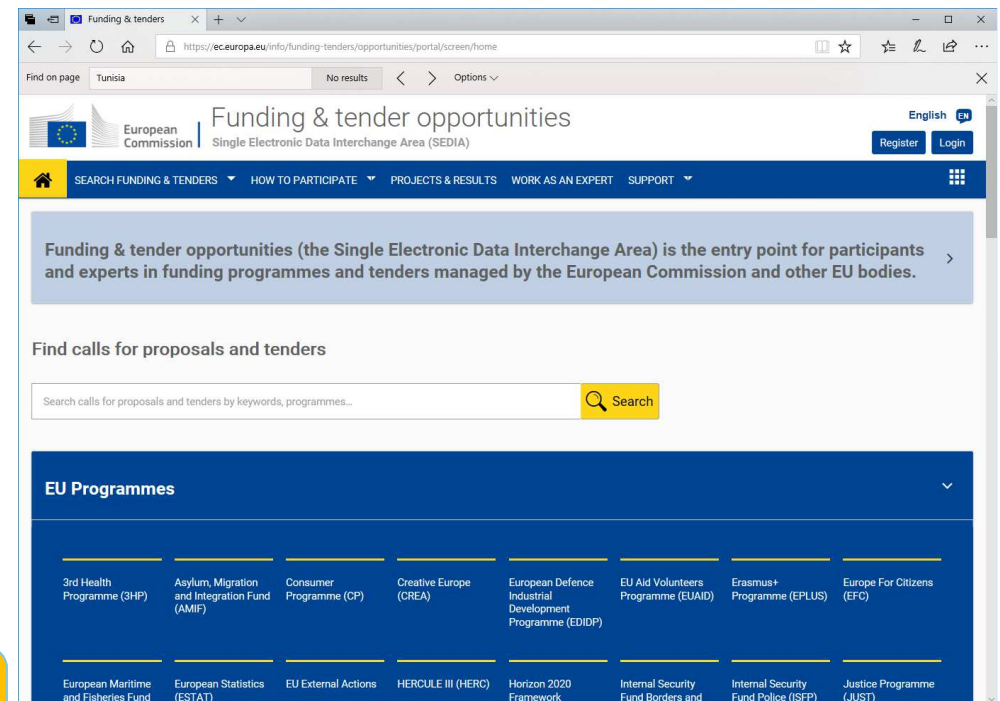 Funding & tenders
https://ec.europa.eu/info/funding-tenders/opportunities/portal/screen/home
Find on page Tunisia No results Options
European
Commission
Funding & tender opportunities
Single Electronic Data Interchange Area (SEDIA)
English EN
Register Login
SEARCH FUNDING & TENDERS HOW TO PARTICIPATE PROJECTS & RESULTS WORK AS AN EXPERT SUPPORT
Funding & tender opportunities (the Single Electronic Data Interchange Area) is the entry point for participants
and experts in funding programmes and tenders managed by the European Commission and other EU bodies.
Find calls for proposals and tenders
Search calls for proposals and tenders by keywords, programmes...
Search
EU Programmes
3rd Health
Programme (3HP)
Asylum, Migration
and Integration Fund
(AMIF)
Consumer
Programme (CP)
Creative Europe
(CREA)
European Defence
Industrial
Development
Programme (EDIDP)
EU Aid Volunteers
Programme (EUAID)
Erasmus+
Programme (EPLUS)
Europe For Citizens
(EFC)
European Maritime
and Fisheries Fund
European Statistics
(ESTAT)
EU External Actions
HERCULE III (HERC)
Horizon 2020
Framework
Internal Security
Fund Borders and
Internal Security
Fund Police (ISFP)
Justice Programme
(JUST)